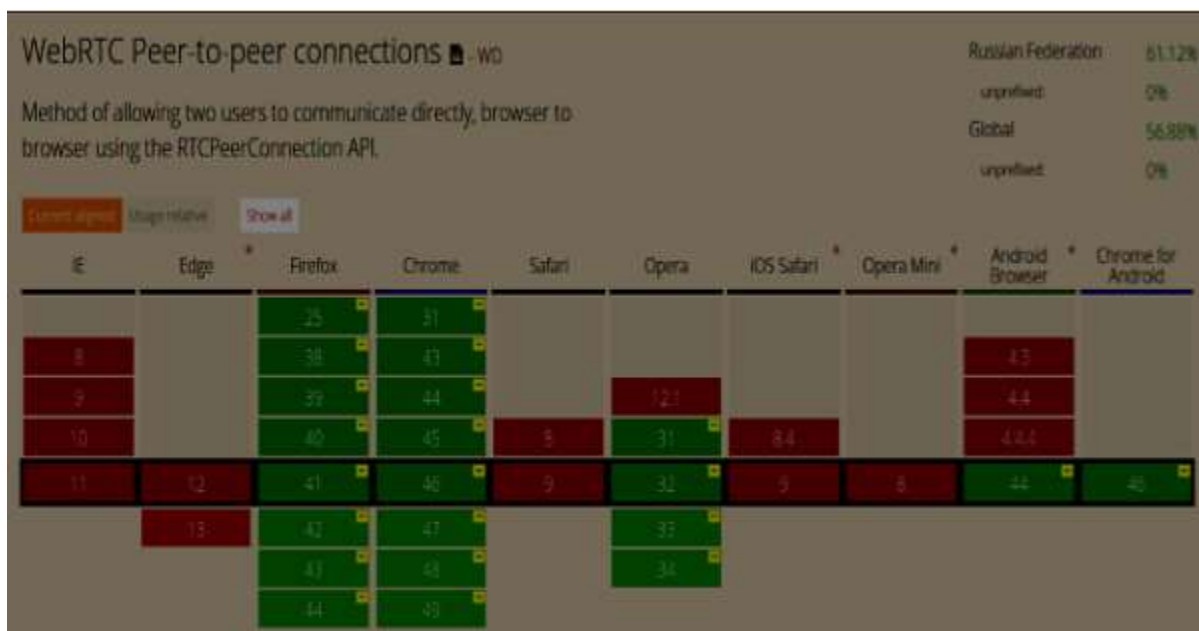 WebRTC Peer-to-peer connections - WD
Method of allowing two users to communicate directly, browser to
browser using the RTCPeerConnection API.
Russian Federation 61.12%
unprefixed: 0%
Global 56.88%
unprefixed: 0%
Current aligned Usage relative Show all
IE Edge * Firefox Chrome Safari Opera iOS Safari * Opera Mini * Android Browser * Chrome for Android
25 31
8 38 43 4.3
9 39 44 12.1 4.4
10 40 45 8 31 8.4 4.4.4
11 12 41 46 9 32 9 8 44 46
13 42 47 33
43 48 34
44 49